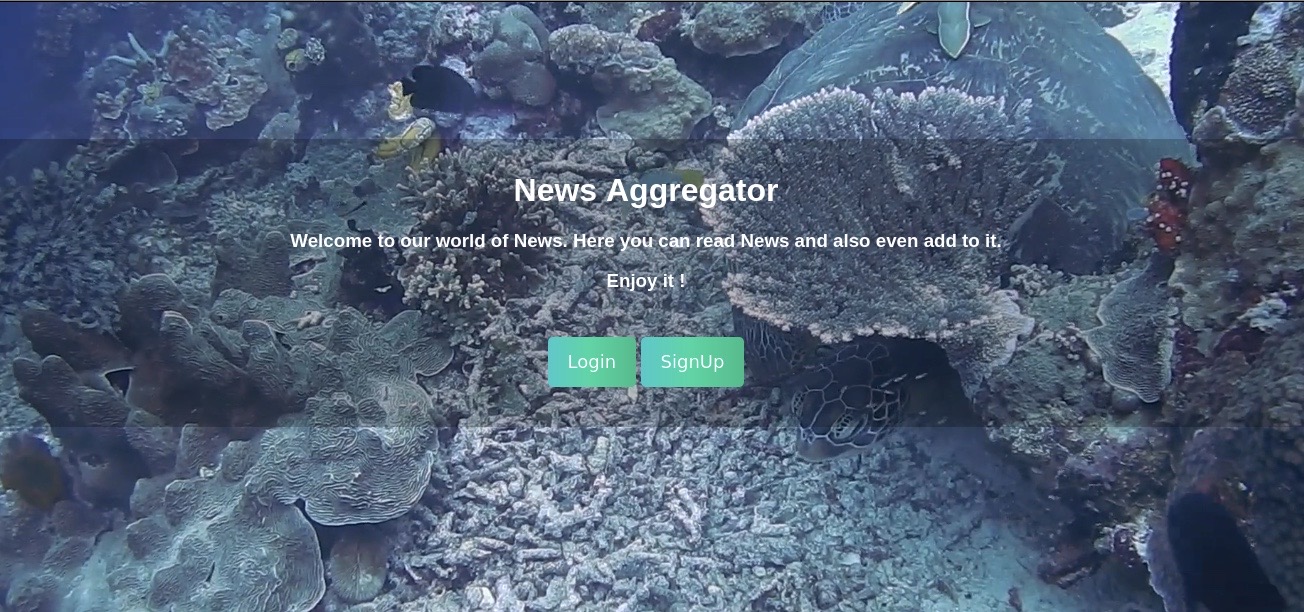 News Aggregator
Welcome to our world of News. Here you can read News and also even add to it.
Enjoy it !
Login SignUp